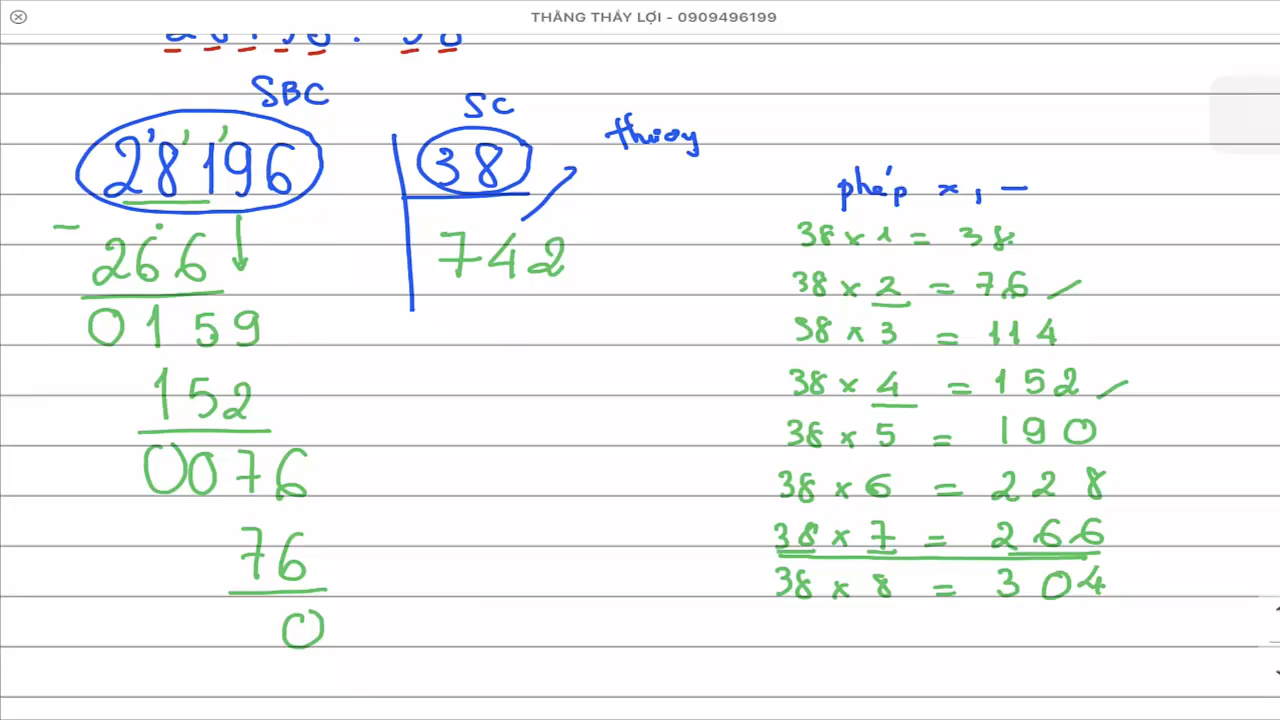 THẦNG THẦY LỢI - 0909496199
SBC
SC
28196
38
thương
266
742
0159
152
0076
76
0
phép x, -
38 x 1 = 38
38 x 2 = 76
38 x 3 = 114
38 x 4 = 152
38 x 5 = 190
38 x 6 = 228
38 x 7 = 266
38 x 8 = 304